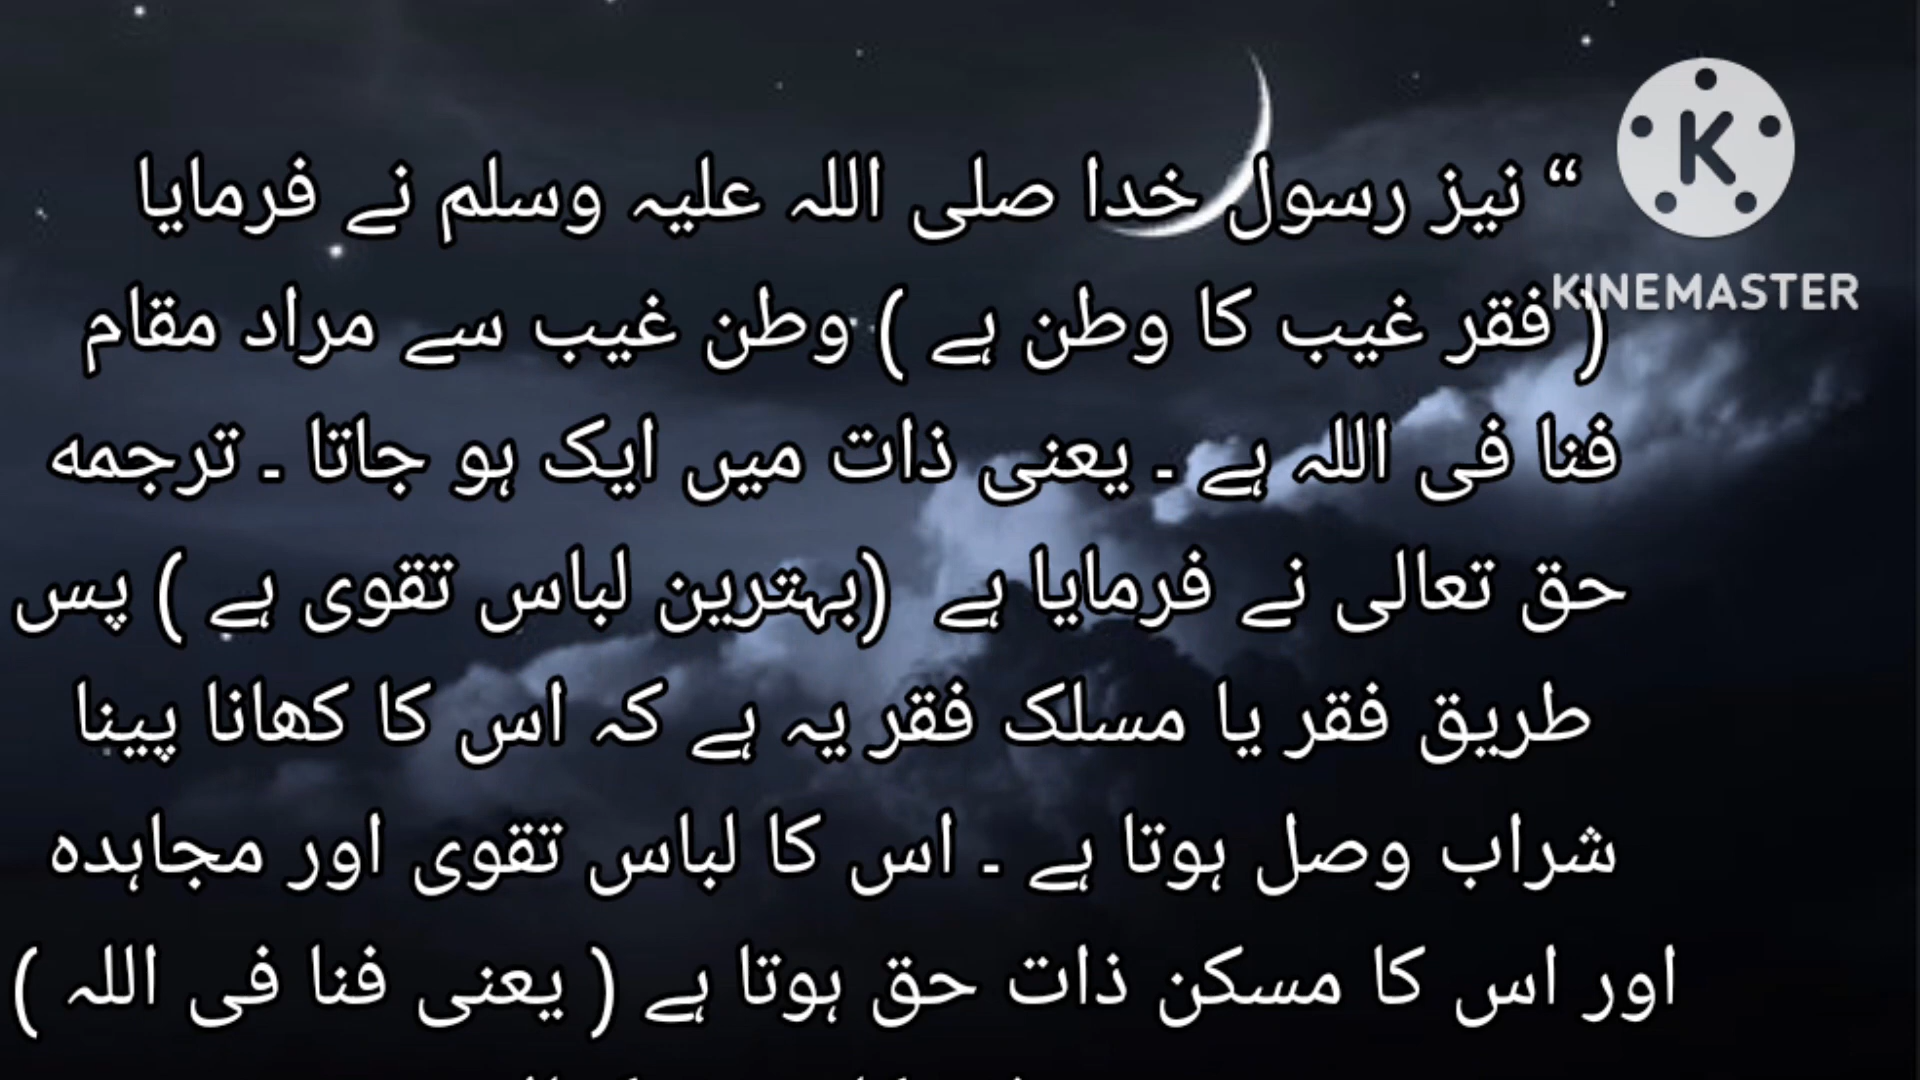 “ نیز رسول خدا صلی اللہ علیہ وسلم نے فرمایا
( فقر غیب کا وطن ہے ) وطن غیب سے مراد مقام
فنا فی اللہ ہے ۔ یعنی ذات میں ایک ہو جاتا ۔ ترجمه
حق تعالی نے فرمایا ہے (بہترین لباس تقوی ہے ) پس
طریق فقر یا مسلک فقر یہ ہے کہ اس کا کھانا پینا
شراب وصل ہوتا ہے ۔ اس کا لباس تقوی اور مجاہدہ
اور اس کا مسکن ذات حق ہوتا ہے ( یعنی فنا فی اللہ )
K
KINEMASTER